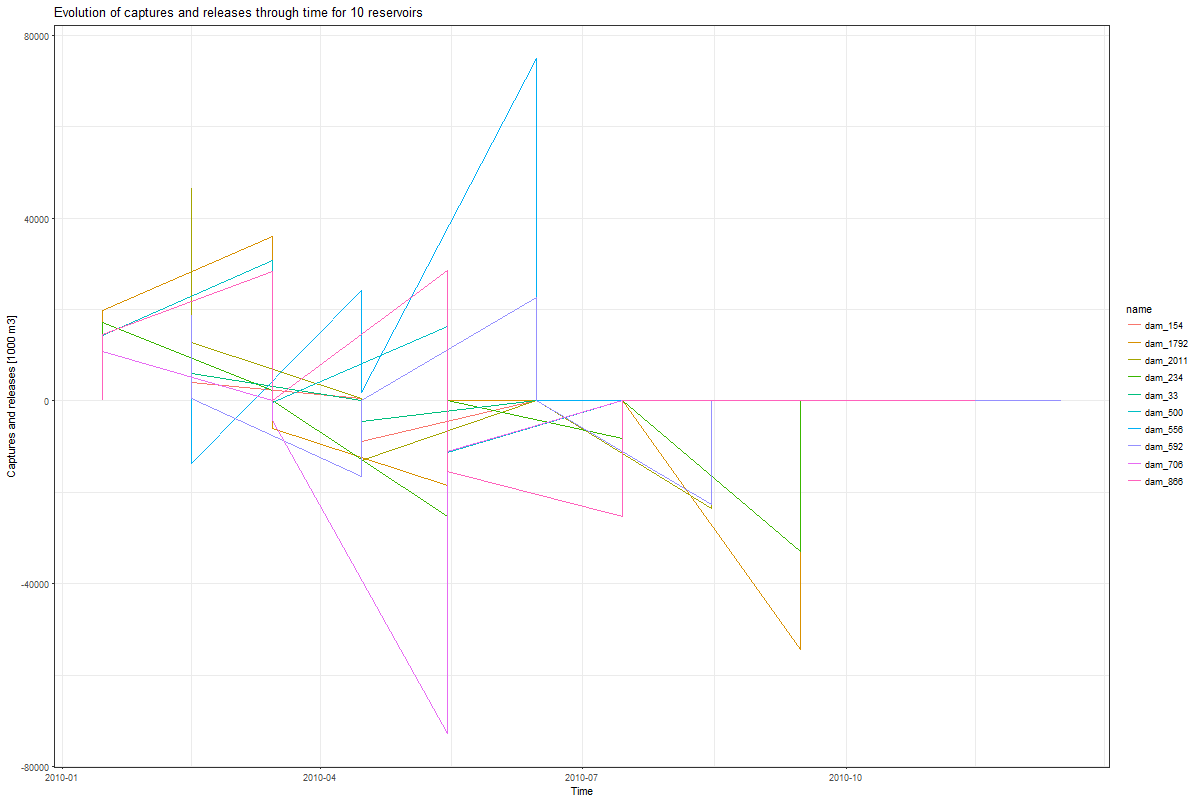 Evolution of captures and releases through time for 10 reservoirs
Captures and releases [1000 m3]
80000
40000
0
-40000
-80000
2010-01
2010-04
2010-07
2010-10
Time
name
dam_154
dam_1792
dam_2011
dam_234
dam_33
dam_500
dam_556
dam_592
dam_706
dam_866